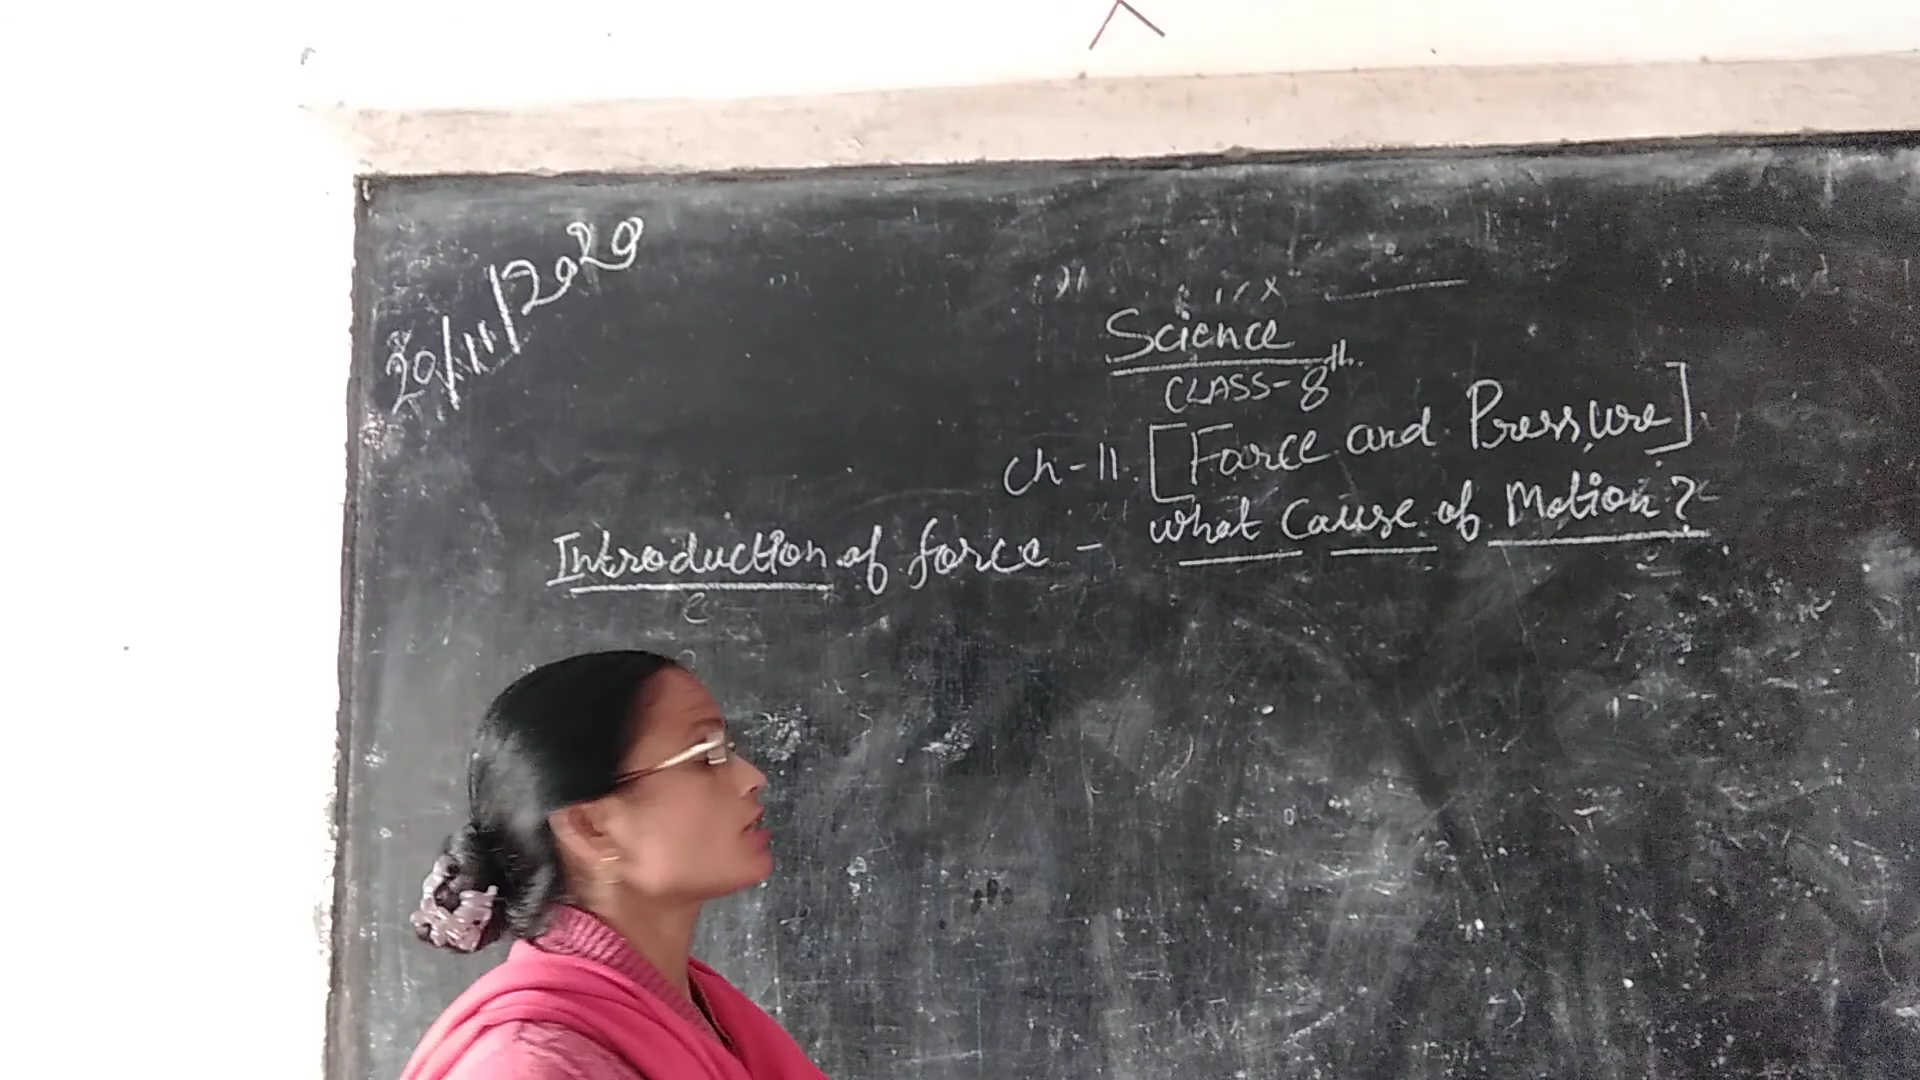 20/11/2020
Science
CLASS-8th.
Ch-11. [Force and Pressure].
Introduction of force - what Cause of Motion?